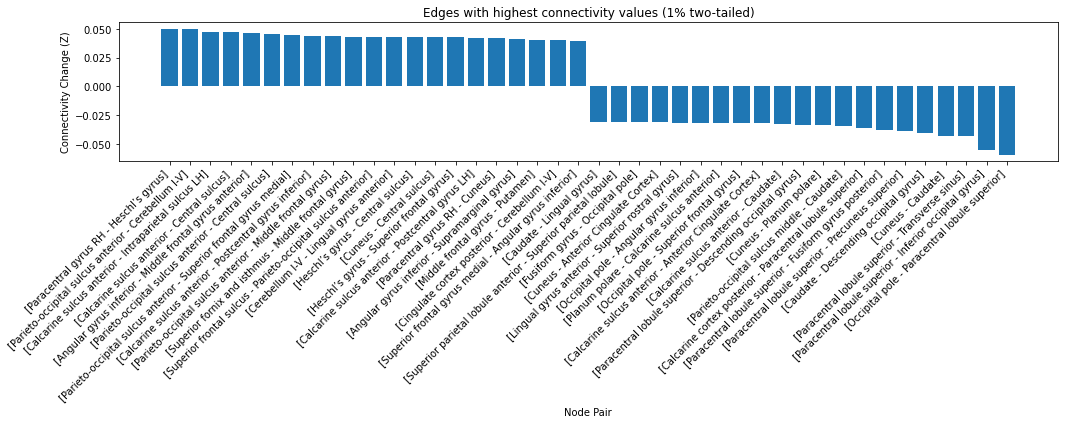 Edges with highest connectivity values (1% two-tailed)
Connectivity Change (Z)
0.050
0.025
0.000
−0.025
−0.050
[Paracentral gyrus RH - Heschl's gyrus]
[Parieto-occipital sulcus anterior - Cerebellum I-V]
[Calcarine sulcus anterior - Intraparietal sulcus LH]
[Calcarine sulcus anterior - Central sulcus]
[Inferior - Middle frontal gyrus anterior]
[Parieto-occipital sulcus anterior - Central sulcus]
[Angular gyrus inferior - Superior frontal gyrus medial]
[Parieto-occipital sulcus anterior - Postcentral gyrus inferior]
[Calcarine sulcus anterior - Middle frontal gyrus]
[Parieto-occipital sulcus anterior - Middle frontal gyrus]
[Superior frontal sulcus - Parieto-occipital sulcus anterior]
[Superior fornix and isthmus - Lingual gyrus anterior]
[Cerebellum I-V - Central sulcus]
[Heschl's gyrus - Central sulcus]
[Cuneus - Central sulcus]
[Heschl's gyrus - Superior frontal gyrus]
[Calcarine sulcus anterior - Postcentral gyrus LH]
[Paracentral gyrus RH - Cuneus]
[Angular gyrus inferior - Supramarginal gyrus]
[Middle frontal gyrus - Putamen]
[Cingulate cortex posterior - Cerebellum I-V]
[Superior frontal gyrus medial - Angular gyrus inferior]
[Caudate - Lingual gyrus]
[Superior parietal lobule anterior - Superior parietal lobule]
[Fusiform gyrus - Occipital pole]
[Cuneus - Anterior Cingulate Cortex]
[Lingual gyrus anterior - Superior rostral gyrus]
[Occipital pole - Angular gyrus inferior]
[Planum polare - Calcarine sulcus anterior]
[Occipital pole - Superior frontal gyrus]
[Calcarine sulcus anterior - Anterior Cingulate Cortex]
[Calcarine sulcus anterior - Caudate]
[Paracentral lobule superior - Descending occipital gyrus]
[Cuneus - Planum polare]
[Parieto-occipital sulcus middle - Caudate]
[Calcarine cortex posterior - Paracentral lobule superior]
[Paracentral lobule superior - Fusiform gyrus posterior]
[Paracentral lobule superior - Precuneus superior]
[Caudate - Descending occipital gyrus]
[Cuneus - Caudate]
[Paracentral lobule superior - Transverse sinus]
[Paracentral lobule superior - Inferior occipital gyrus]
[Occipital pole - Paracentral lobule superior]
Node Pair